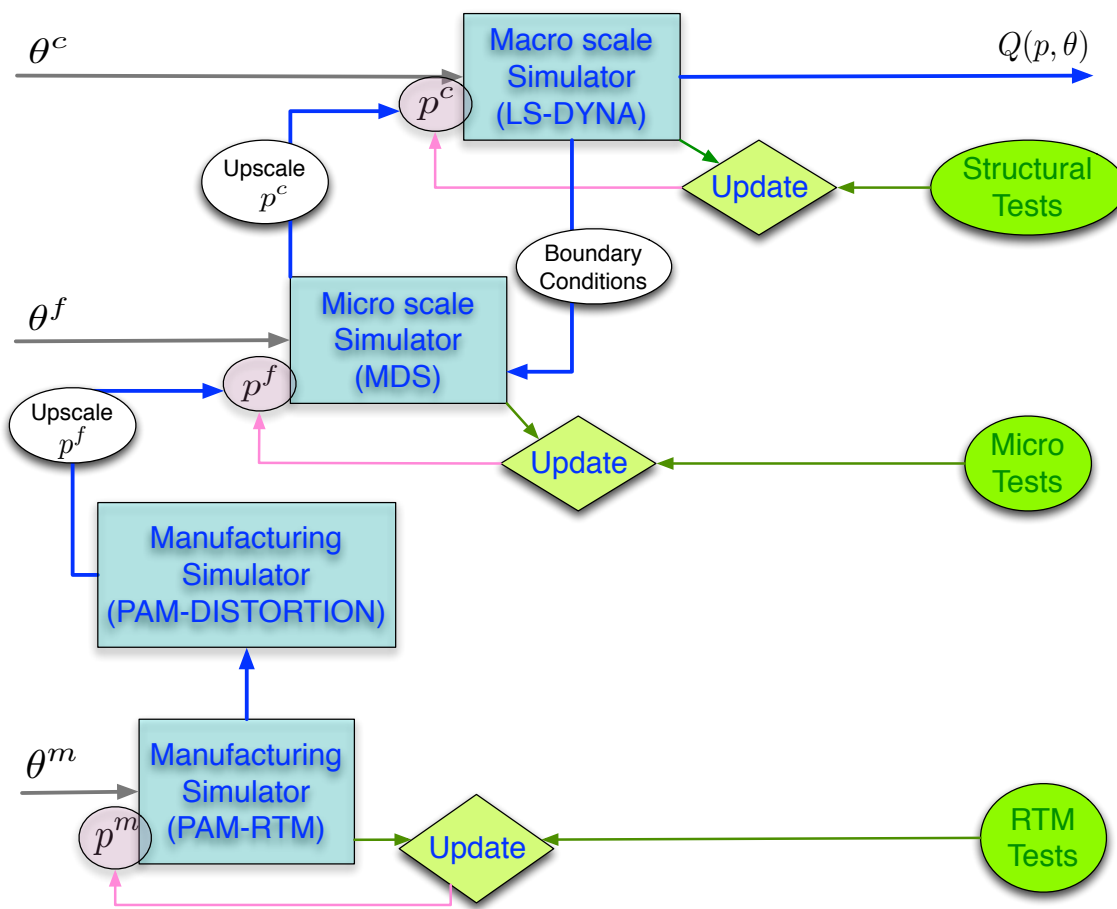 θ^c
Macro scale
Simulator
(LS-DYNA)
Q(p, θ)
p^c
Upscale
p^c
Update
Structural
Tests
Boundary
Conditions
θ^f
Micro scale
Simulator
(MDS)
p^f
Upscale
p^f
Update
Micro
Tests
Manufacturing
Simulator
(PAM-DISTORTION)
θ^m
Manufacturing
Simulator
(PAM-RTM)
p^m
Update
RTM
Tests